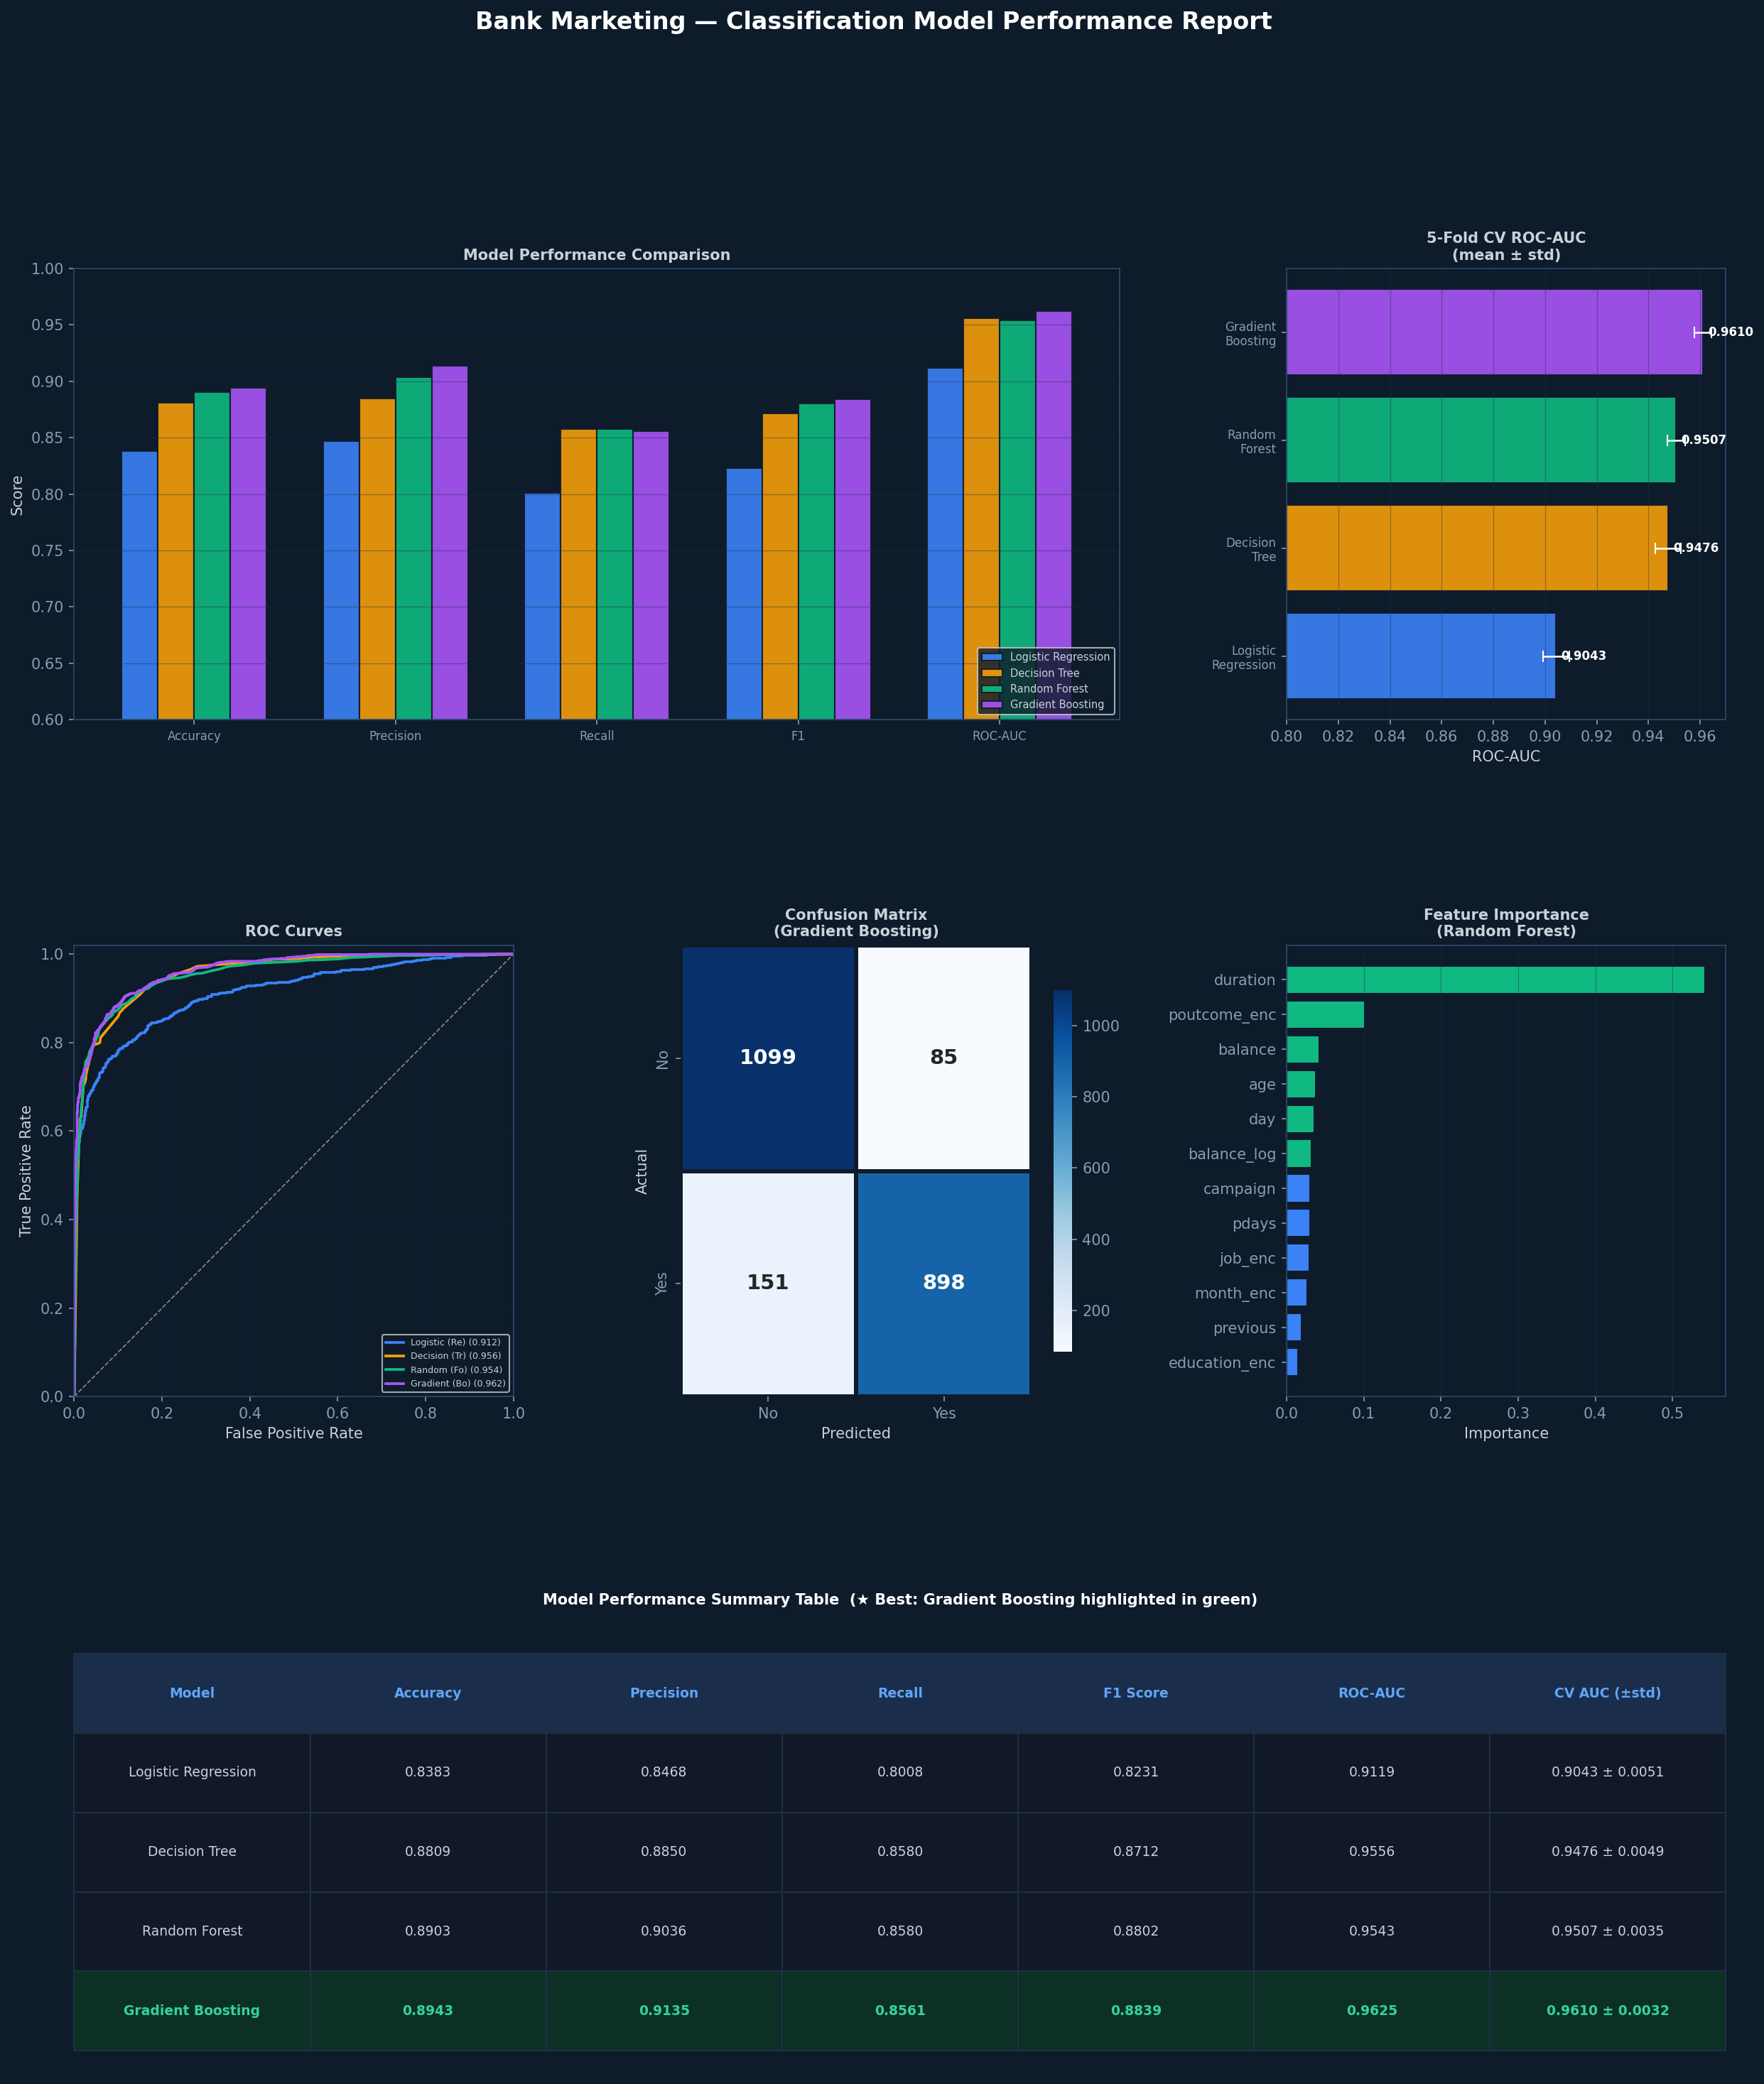 Bank Marketing — Classification Model Performance Report
Model Performance Comparison
Score
1.00
0.95
0.90
0.85
0.80
0.75
0.70
0.65
0.60
Accuracy
Precision
Recall
F1
ROC-AUC
Logistic Regression
Decision Tree
Random Forest
Gradient Boosting
5-Fold CV ROC-AUC
(mean ± std)
Gradient
Boosting
0.9610
Random
Forest
0.9507
Decision
Tree
0.9476
Logistic
Regression
0.9043
0.80 0.82 0.84 0.86 0.88 0.90 0.92 0.94 0.96
ROC-AUC
ROC Curves
True Positive Rate
1.0
0.8
0.6
0.4
0.2
0.0
0.0 0.2 0.4 0.6 0.8 1.0
False Positive Rate
Logistic (Re) (0.912)
Decision (Tr) (0.956)
Random (Fo) (0.954)
Gradient (Bo) (0.962)
Confusion Matrix
(Gradient Boosting)
Actual
No
1099 85
Yes
151 898
No Yes
Predicted
1000
800
600
400
200
Feature Importance
(Random Forest)
duration
poutcome_enc
balance
age
day
balance_log
campaign
pdays
job_enc
month_enc
previous
education_enc
0.0 0.1 0.2 0.3 0.4 0.5
Importance
Model Performance Summary Table (★ Best: Gradient Boosting highlighted in green)
Model Accuracy Precision Recall F1 Score ROC-AUC CV AUC (±std)
Logistic Regression 0.8383 0.8468 0.8008 0.8231 0.9119 0.9043 ± 0.0051
Decision Tree 0.8809 0.8850 0.8580 0.8712 0.9556 0.9476 ± 0.0049
Random Forest 0.8903 0.9036 0.8580 0.8802 0.9543 0.9507 ± 0.0035
Gradient Boosting 0.8943 0.9135 0.8561 0.8839 0.9625 0.9610 ± 0.0032